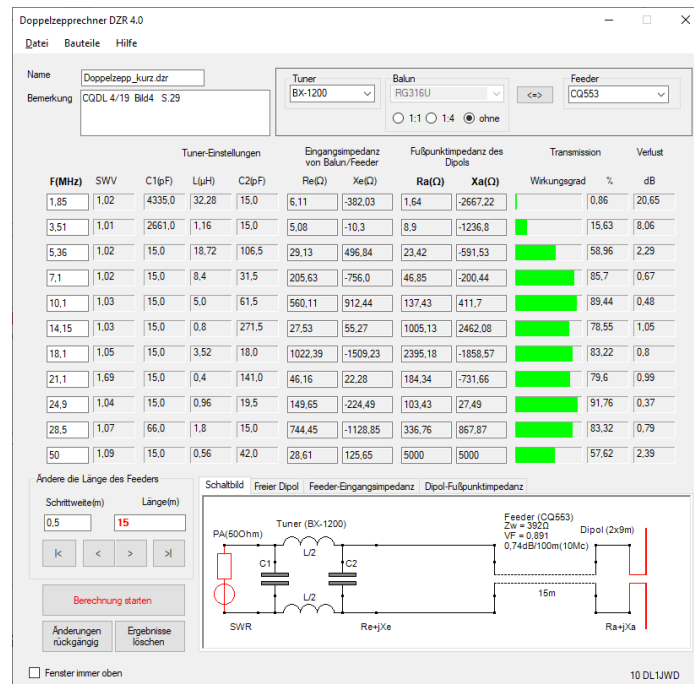 Doppelzepprechner DZR 4.0
Datei Bauteile Hilfe
Name Doppelzepp_kurz.dzr
Bemerkung CQDL 4/19 Bild4 S.29
Tuner Balun Feeder
BX-1200 RG316U <=> CQ553
1:1 1:4 ohne
Tuner-Einstellungen Eingangsimpedanz von Balun/Feeder Fußpunktimpedanz des Dipols Transmission Verlust
F(MHz) SWV C1(pF) L(µH) C2(pF) Re(Ω) Xe(Ω) Ra(Ω) Xa(Ω) Wirkungsgrad % dB
1,85 1,02 4335,0 32,28 15,0 6,11 -382,03 1,64 -2667,22 0,86 20,65
3,51 1,01 2661,0 1,16 15,0 5,08 -10,3 8,9 -1236,8 15,63 8,06
5,36 1,02 15,0 18,72 106,5 29,13 496,84 23,42 -591,53 58,96 2,29
7,1 1,02 15,0 8,4 31,5 205,63 -756,0 46,85 -200,44 85,7 0,67
10,1 1,03 15,0 5,0 61,5 560,11 912,44 137,43 411,7 89,44 0,48
14,15 1,03 15,0 0,8 271,5 27,53 55,27 1005,13 2462,08 78,55 1,05
18,1 1,05 15,0 3,52 18,0 1022,39 -1509,23 2395,18 -1858,57 83,22 0,8
21,1 1,69 15,0 0,4 141,0 46,16 22,28 184,34 -731,66 79,6 0,99
24,9 1,04 15,0 0,96 19,5 149,65 -224,49 103,43 27,49 91,76 0,37
28,5 1,07 66,0 1,8 15,0 744,45 -1128,85 336,76 867,87 83,32 0,79
50 1,09 15,0 0,56 42,0 28,61 125,65 5000 5000 57,62 2,39
Ändere die Länge des Feeders
Schrittweite(m) Länge(m)
0,5 15
|< < > >|
Berechnung starten
Änderungen rückgängig Ergebnisse löschen
Fenster immer oben
Schaltbild Freier Dipol Feeder-Eingangsimpedanz Dipol-Fußpunktimpedanz
PA(50Ohm) Tuner (BX-1200)
L/2
C1 C2
L/2
SWR Re+jXe
Feeder (CQ553)
Zw = 392Ω
VF = 0,891
0,74dB/100m(10Mc)
Dipol (2x9m)
15m
Ra+jXa
10 DL1JWD